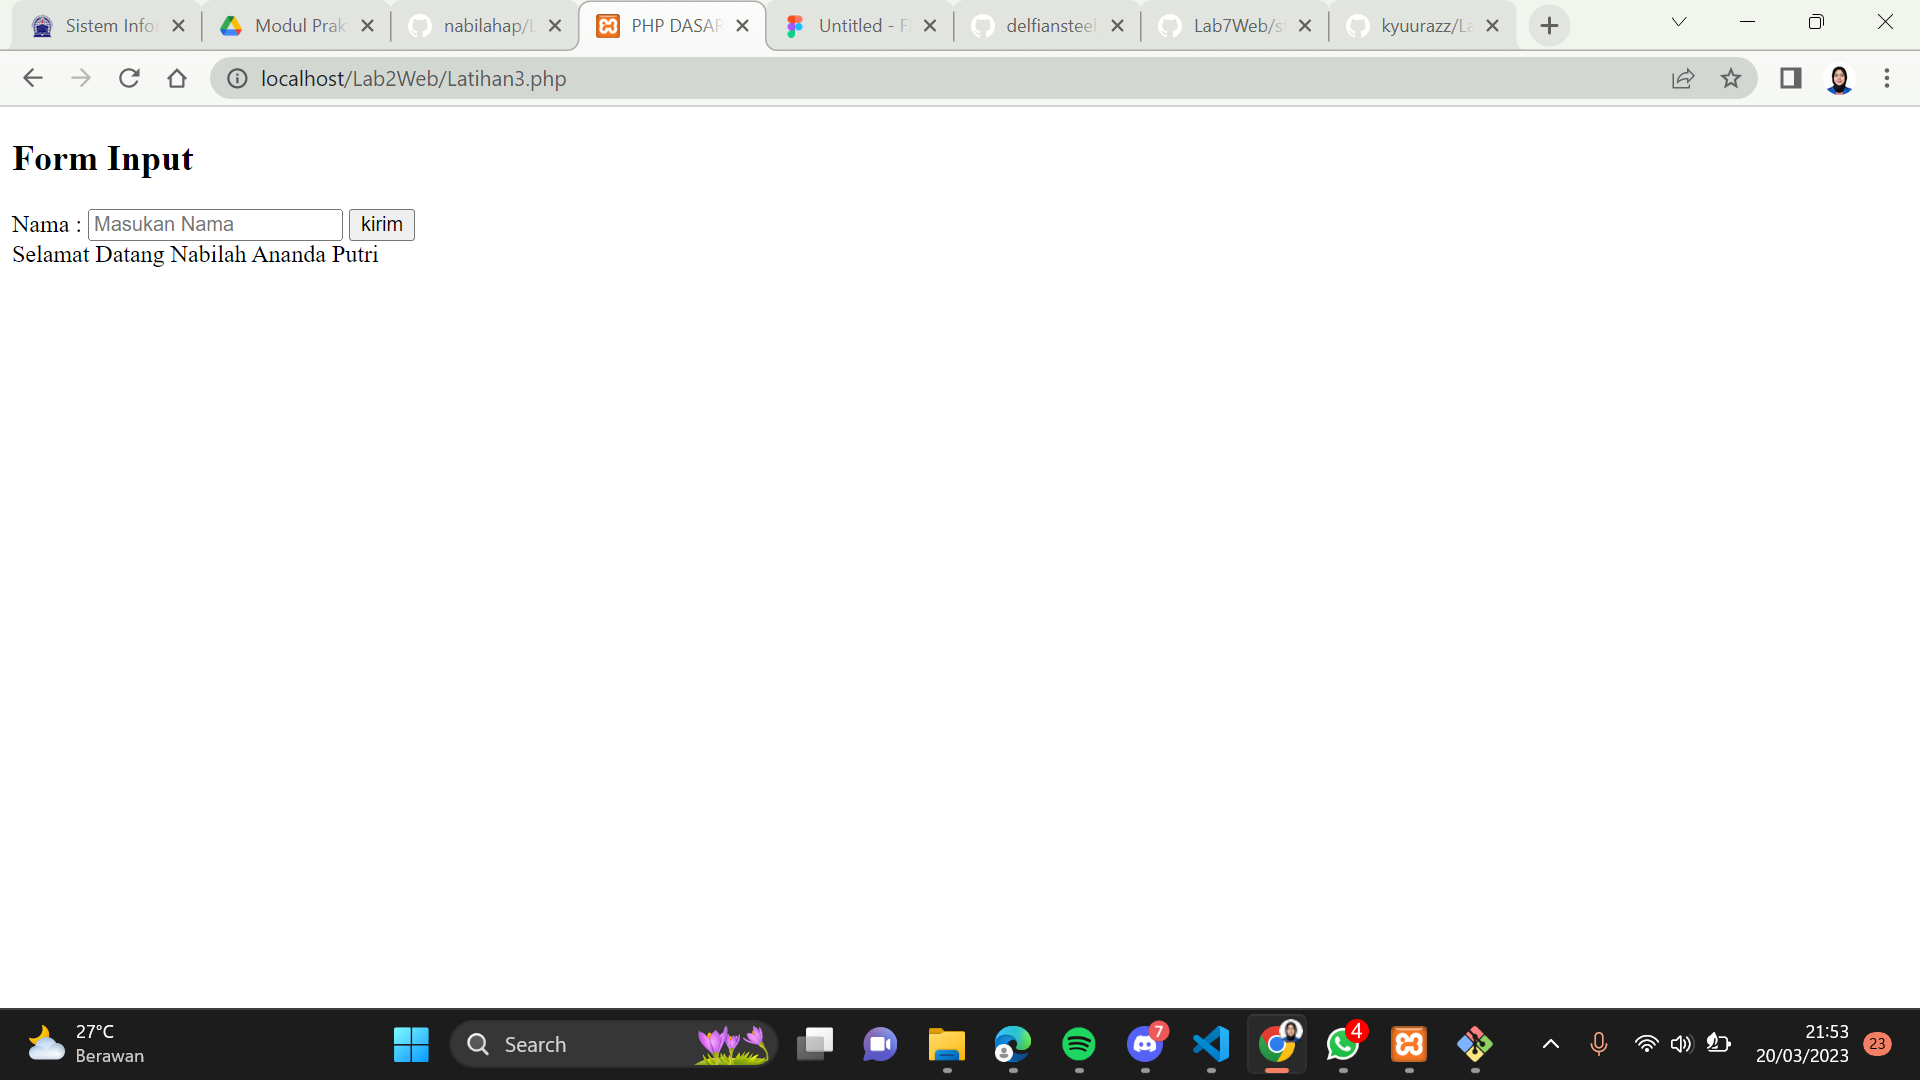 Sistem Infor
Modul Prak
nabilahap/L
PHP DASAR
Untitled - Fi
delfiansteel
Lab7Web/st
kyuurazz/La
localhost/Lab2Web/Latihan3.php
Form Input
Nama : Masukan Nama kirim
Selamat Datang Nabilah Ananda Putri
27°C
Berawan
Search
7
4
21:53
20/03/2023
23